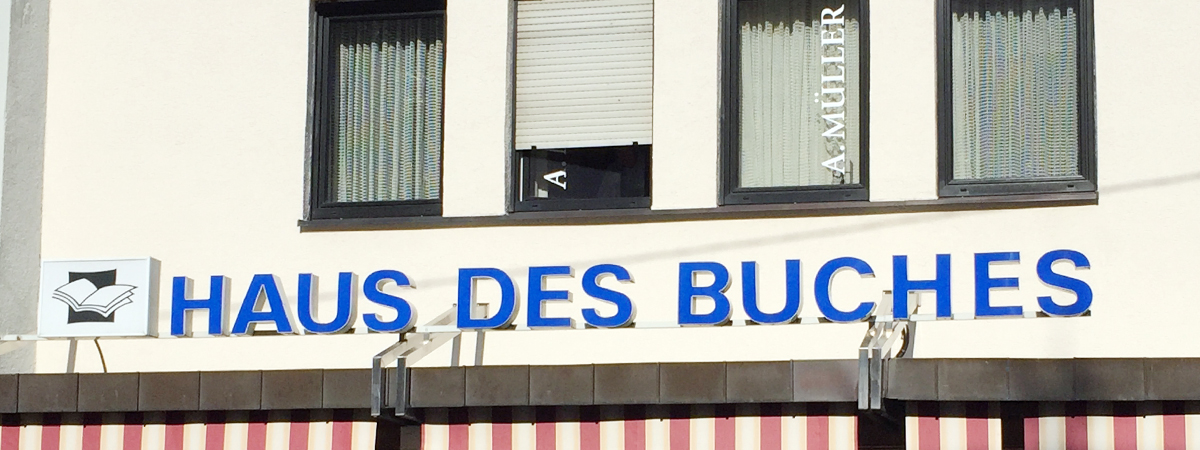 A.
A. MÜLLER
HAUS DES BUCHES